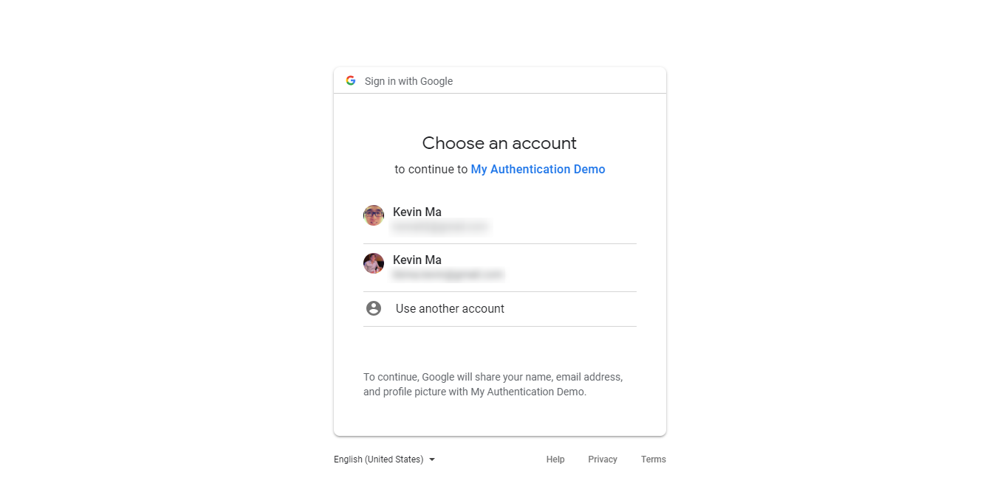 Sign in with Google
Choose an account
to continue to My Authentication Demo
Kevin Ma
Kevin Ma
Use another account
To continue, Google will share your name, email address,
and profile picture with My Authentication Demo.
English (United States)
Help Privacy Terms